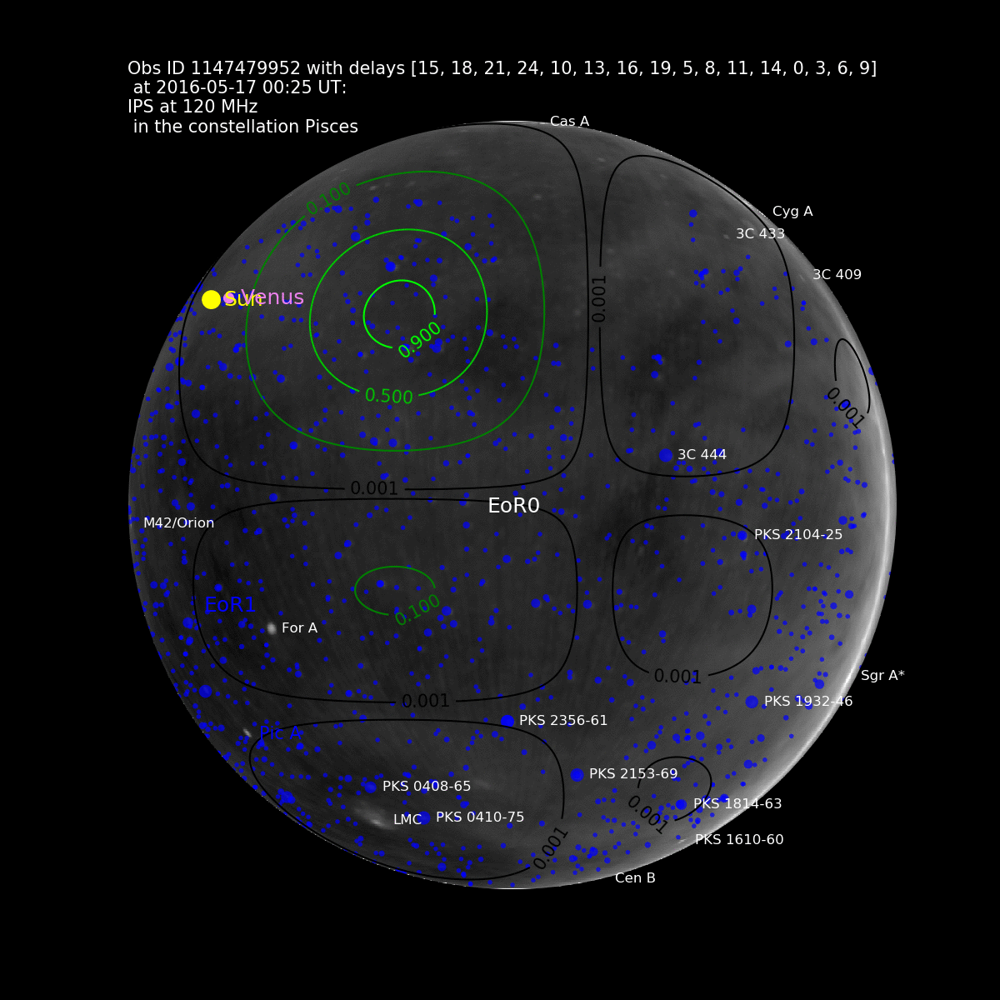 Obs ID 1147479952 with delays [15, 18, 21, 24, 10, 13, 16, 19, 5, 8, 11, 14, 0, 3, 6, 9]
at 2016-05-17 00:25 UT:
IPS at 120 MHz
in the constellation Pisces
Cas A
0.100
Cyg A
3C 433
3C 409
Sun
Venus
0.001
0.900
0.500
0.001
3C 444
0.001
EoR0
M42/Orion
PKS 2104-25
EoR1
0.100
For A
Sgr A*
0.001
0.001
PKS 1932-46
PKS 2356-61
Pic A
PKS 2153-69
PKS 0408-65
0.001
PKS 1814-63
LMC
PKS 0410-75
0.001
PKS 1610-60
Cen B